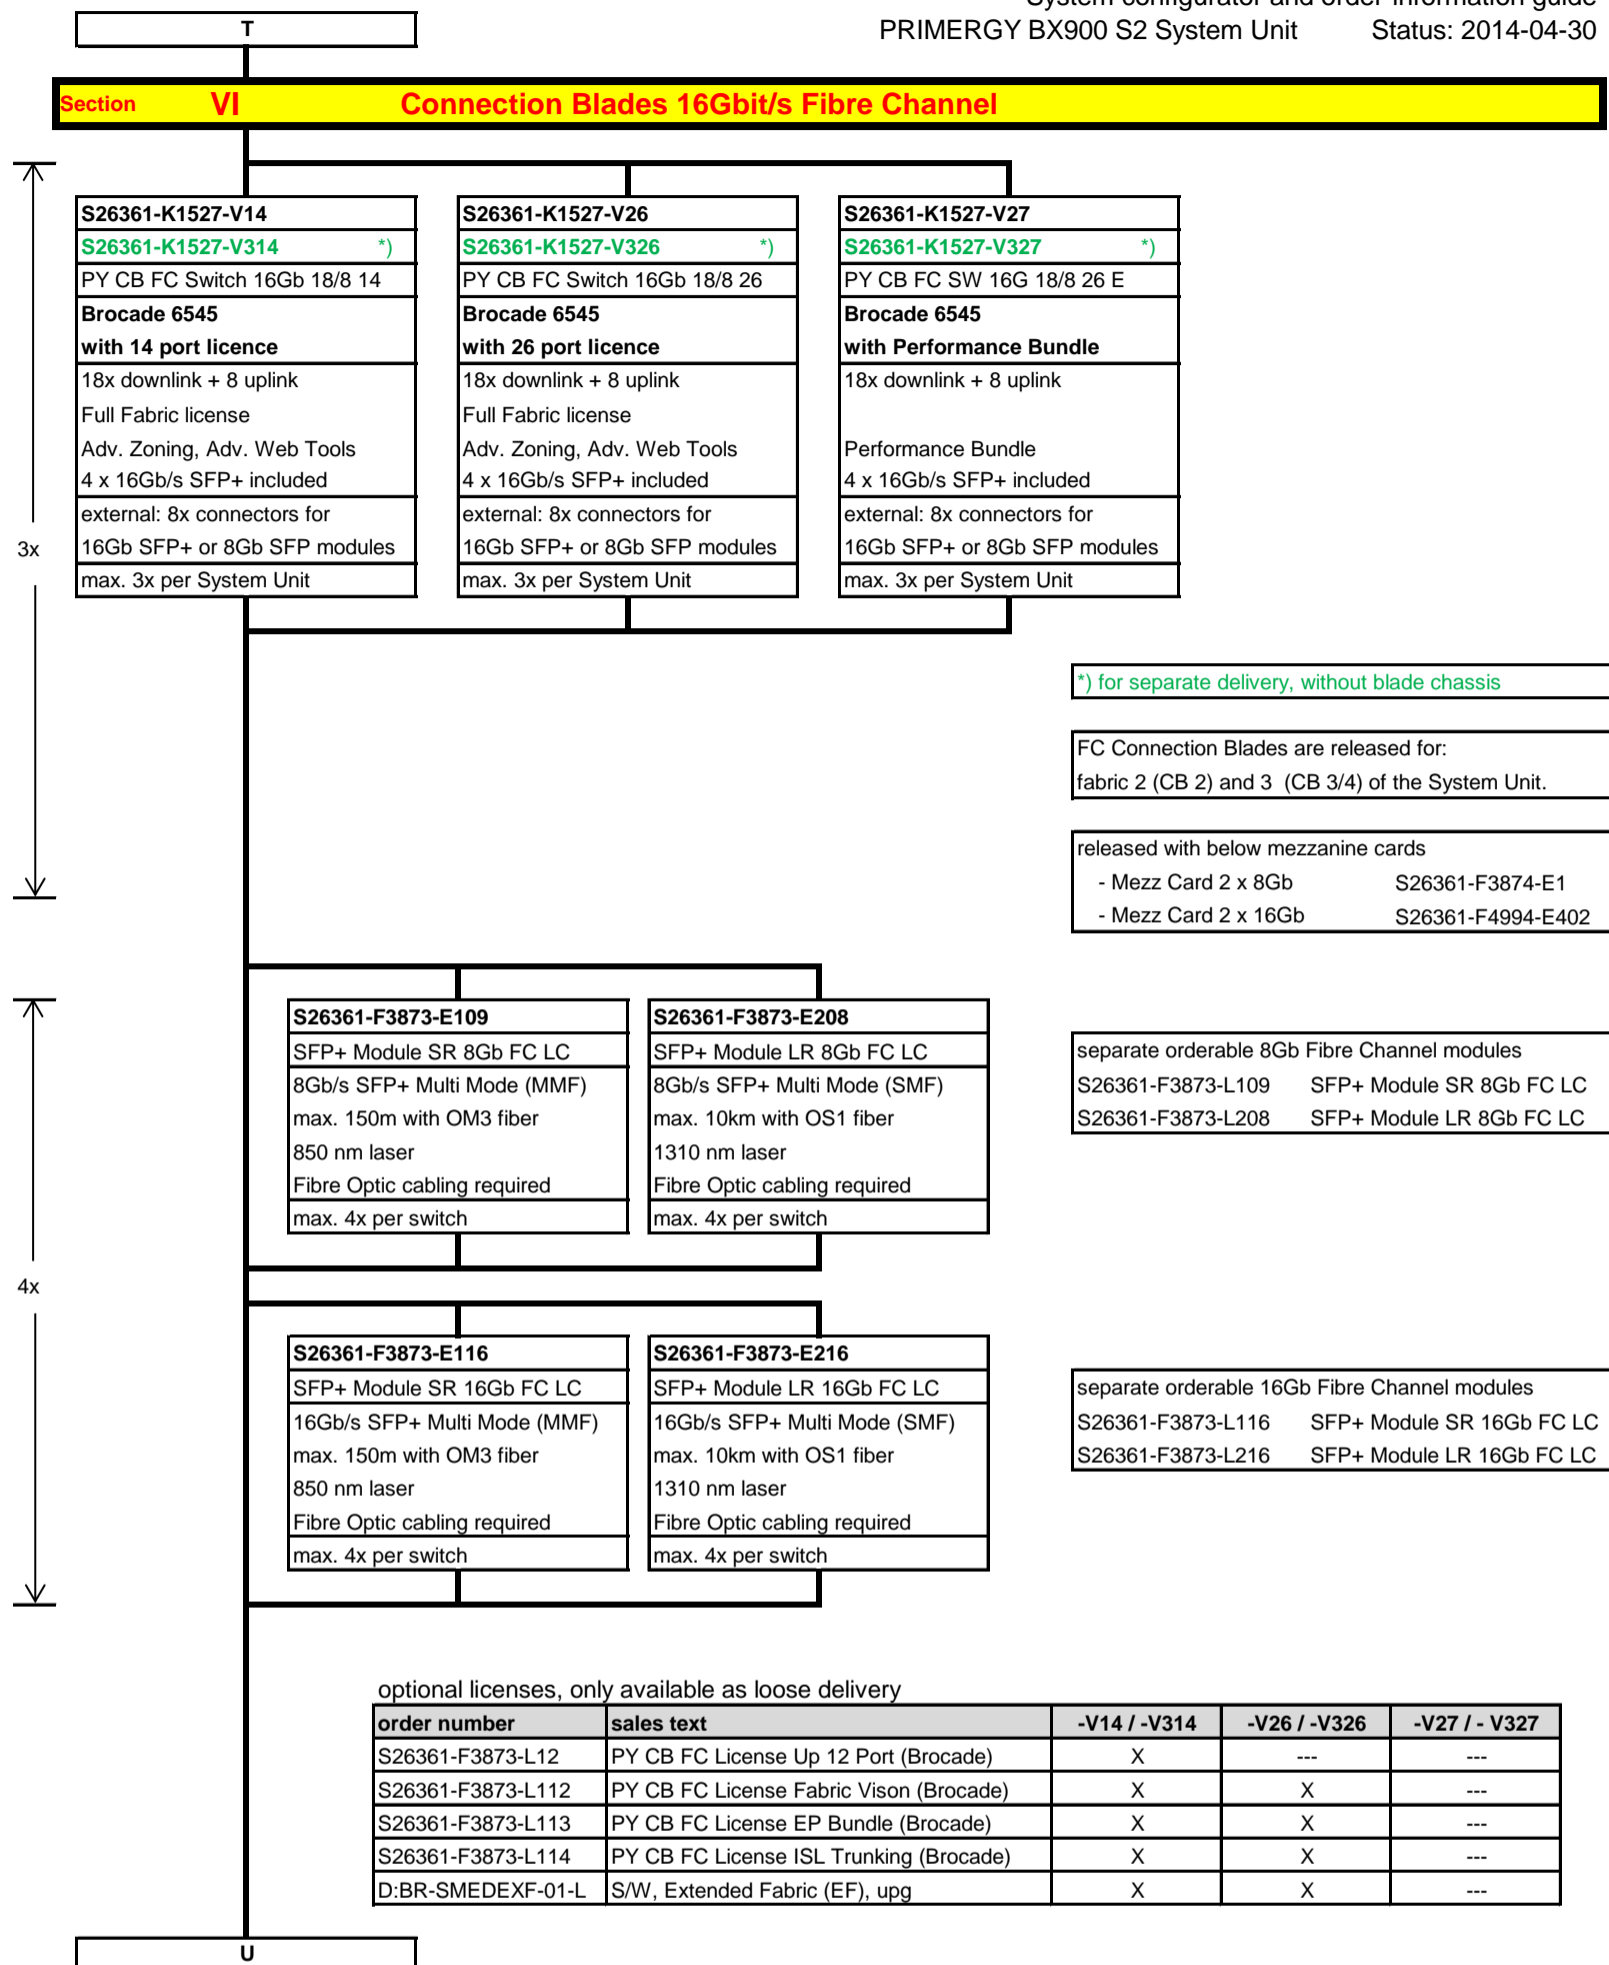 System configurator and order-information guide
PRIMERGY BX900 S2 System Unit Status: 2014-04-30
T
Section VI Connection Blades 16Gbit/s Fibre Channel
3x
S26361-K1527-V14
S26361-K1527-V314 *)
PY CB FC Switch 16Gb 18/8 14
Brocade 6545
with 14 port licence
18x downlink + 8 uplink
Full Fabric license
Adv. Zoning, Adv. Web Tools
4 x 16Gb/s SFP+ included
external: 8x connectors for
16Gb SFP+ or 8Gb SFP modules
max. 3x per System Unit
S26361-K1527-V26
S26361-K1527-V326 *)
PY CB FC Switch 16Gb 18/8 26
Brocade 6545
with 26 port licence
18x downlink + 8 uplink
Full Fabric license
Adv. Zoning, Adv. Web Tools
4 x 16Gb/s SFP+ included
external: 8x connectors for
16Gb SFP+ or 8Gb SFP modules
max. 3x per System Unit
S26361-K1527-V27
S26361-K1527-V327 *)
PY CB FC SW 16G 18/8 26 E
Brocade 6545
with Performance Bundle
18x downlink + 8 uplink
Performance Bundle
4 x 16Gb/s SFP+ included
external: 8x connectors for
16Gb SFP+ or 8Gb SFP modules
max. 3x per System Unit
*) for separate delivery, without blade chassis
FC Connection Blades are released for:
fabric 2 (CB 2) and 3 (CB 3/4) of the System Unit.
released with below mezzanine cards
- Mezz Card 2 x 8Gb S26361-F3874-E1
- Mezz Card 2 x 16Gb S26361-F4994-E402
4x
S26361-F3873-E109
SFP+ Module SR 8Gb FC LC
8Gb/s SFP+ Multi Mode (MMF)
max. 150m with OM3 fiber
850 nm laser
Fibre Optic cabling required
max. 4x per switch
S26361-F3873-E208
SFP+ Module LR 8Gb FC LC
8Gb/s SFP+ Multi Mode (SMF)
max. 10km with OS1 fiber
1310 nm laser
Fibre Optic cabling required
max. 4x per switch
separate orderable 8Gb Fibre Channel modules
S26361-F3873-L109 SFP+ Module SR 8Gb FC LC
S26361-F3873-L208 SFP+ Module LR 8Gb FC LC
S26361-F3873-E116
SFP+ Module SR 16Gb FC LC
16Gb/s SFP+ Multi Mode (MMF)
max. 150m with OM3 fiber
850 nm laser
Fibre Optic cabling required
max. 4x per switch
S26361-F3873-E216
SFP+ Module LR 16Gb FC LC
16Gb/s SFP+ Multi Mode (SMF)
max. 10km with OS1 fiber
1310 nm laser
Fibre Optic cabling required
max. 4x per switch
separate orderable 16Gb Fibre Channel modules
S26361-F3873-L116 SFP+ Module SR 16Gb FC LC
S26361-F3873-L216 SFP+ Module LR 16Gb FC LC
optional licenses, only available as loose delivery
order number sales text -V14 / -V314 -V26 / -V326 -V27 / - V327
S26361-F3873-L12 PY CB FC License Up 12 Port (Brocade) X --- ---
S26361-F3873-L112 PY CB FC License Fabric Vison (Brocade) X X ---
S26361-F3873-L113 PY CB FC License EP Bundle (Brocade) X X ---
S26361-F3873-L114 PY CB FC License ISL Trunking (Brocade) X X ---
D:BR-SMEDEXF-01-L S/W, Extended Fabric (EF), upg X X ---
U